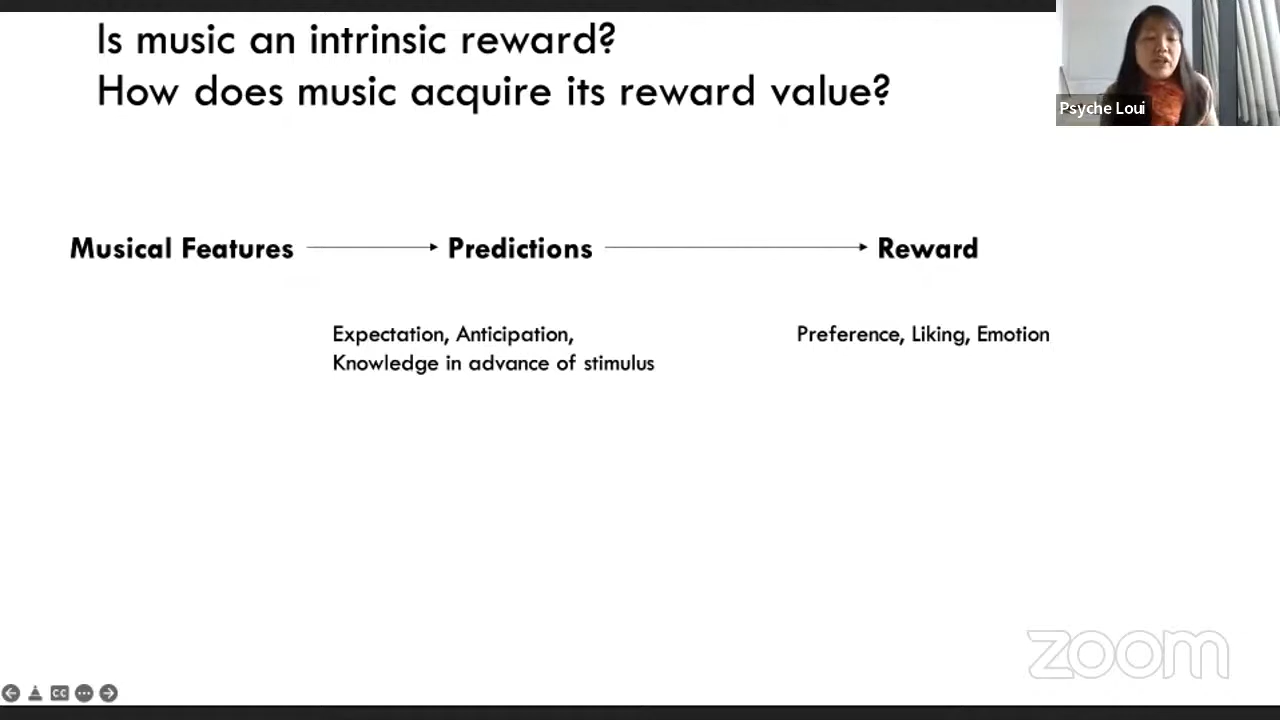 Is music an intrinsic reward?
How does music acquire its reward value?
Psyche Loui
Musical Features
Predictions
Reward
Expectation, Anticipation,
Knowledge in advance of stimulus
Preference, Liking, Emotion
zoom
CC